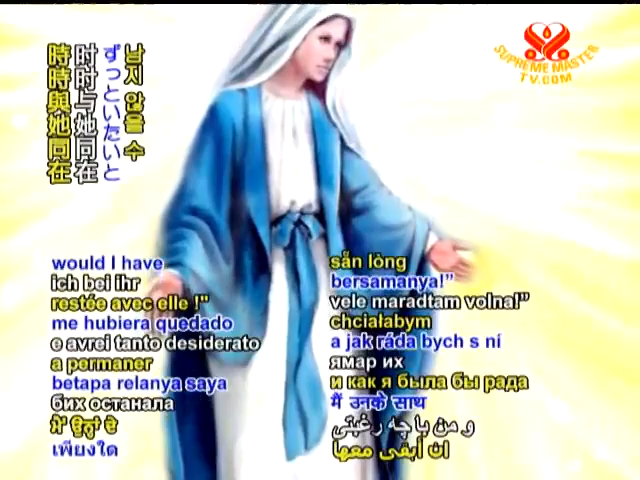 SUPREME MASTER
TV.COM
時時與她同在
时时与她同在
ずっといたいと
남지 않을 수
would I have
ich bei ihr
restée avec elle !"
me hubiera quedado
e avrei tanto desiderato
a permaner
betapa relanya saya
бих останала
ਮੈਂ ਉਨ੍ਹਾਂ ਦੇ
เพียงใด
sẵn lòng
bersamanya!”
vele maradtam volna!”
chciałabym
a jak ráda bych s ní
ямар их
и как я была бы рада
मैं उनके साथ
و من با چه رغبتی
ان أبقى معها